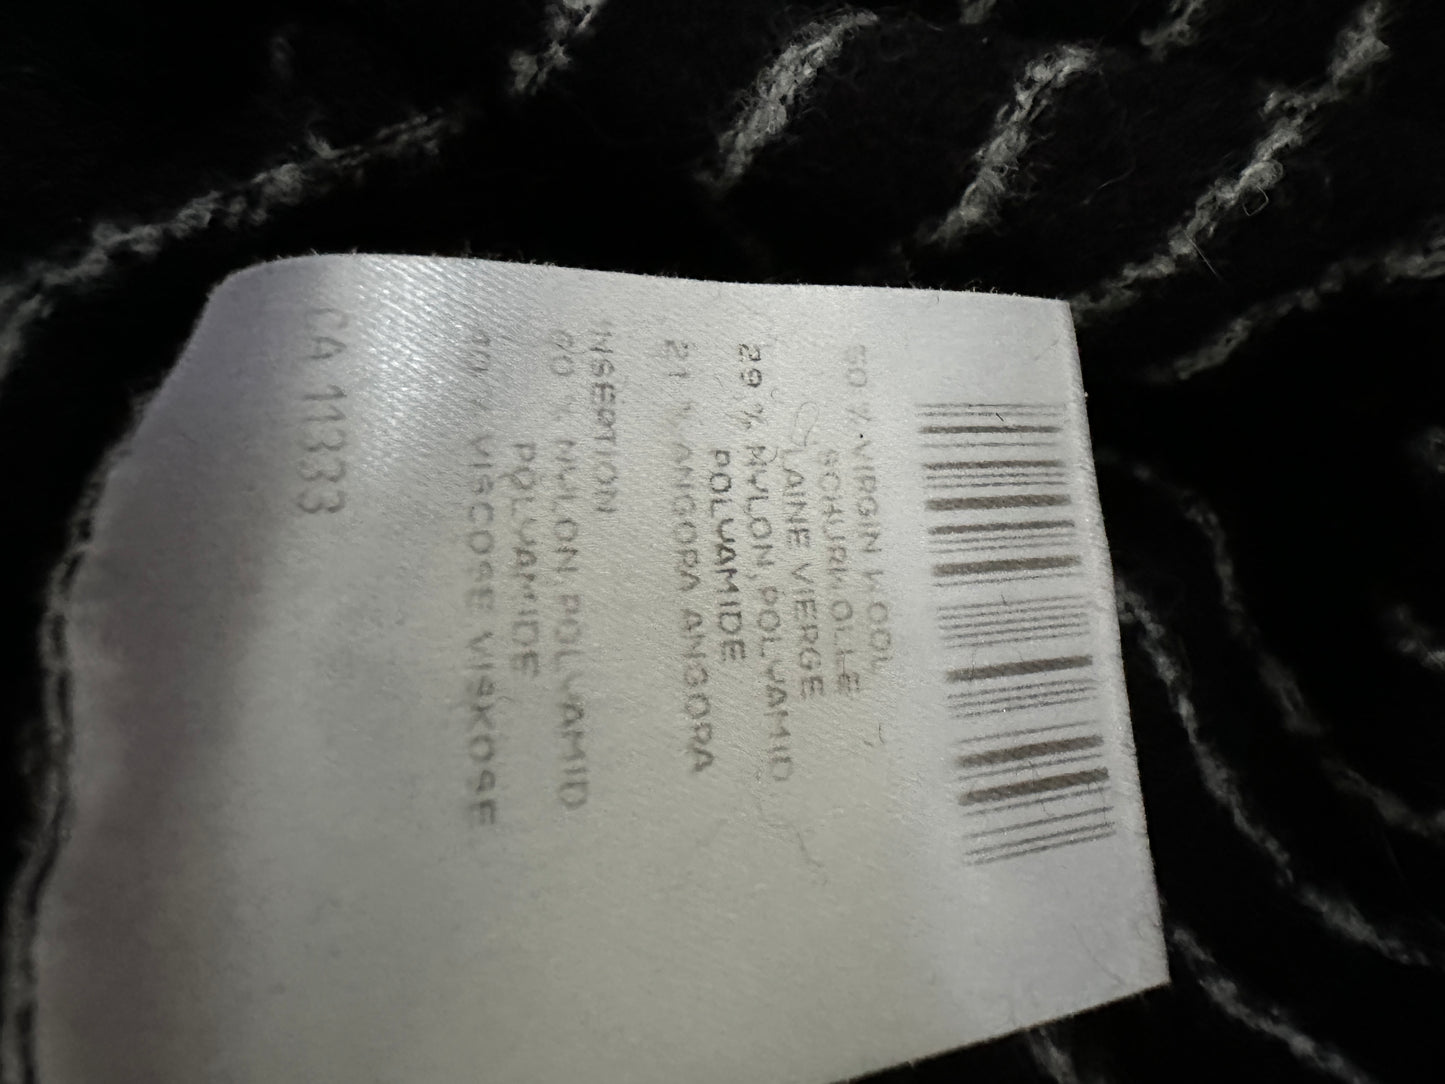 50 % VIRGIN WOOL
SCHURWOLLE
LAINE VIERGE
29 % NYLON, POLYAMID
POLYAMIDE
21 % ANGORA ANGORA
INSERTION
60 % NYLON, POLYAMID
POLYAMIDE
40 % VISCOSE VISKOSE
CA 11333